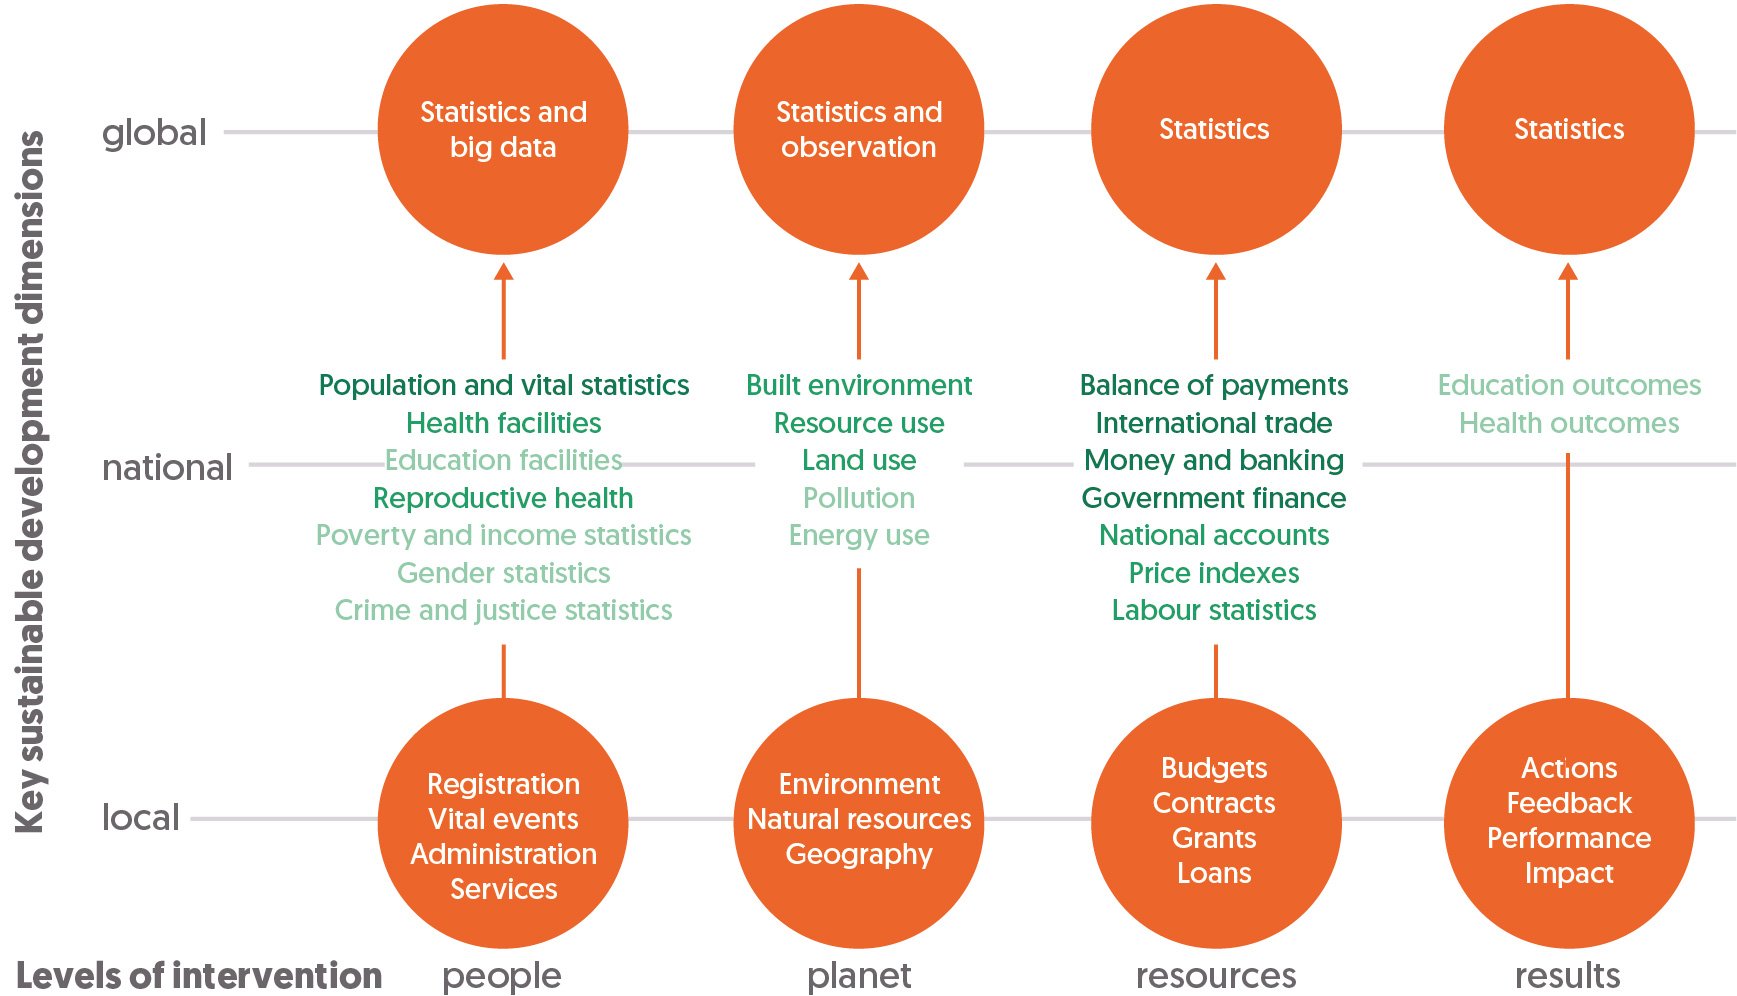 Key sustainable development dimensions
global
Statistics and
big data
Statistics and
observation
Statistics
Statistics
national
Population and vital statistics
Health facilities
Education facilities
Reproductive health
Poverty and income statistics
Gender statistics
Crime and justice statistics
Built environment
Resource use
Land use
Pollution
Energy use
Balance of payments
International trade
Money and banking
Government finance
National accounts
Price indexes
Labour statistics
Education outcomes
Health outcomes
local
Registration
Vital events
Administration
Services
Environment
Natural resources
Geography
Budgets
Contracts
Grants
Loans
Actions
Feedback
Performance
Impact
Levels of intervention
people
planet
resources
results